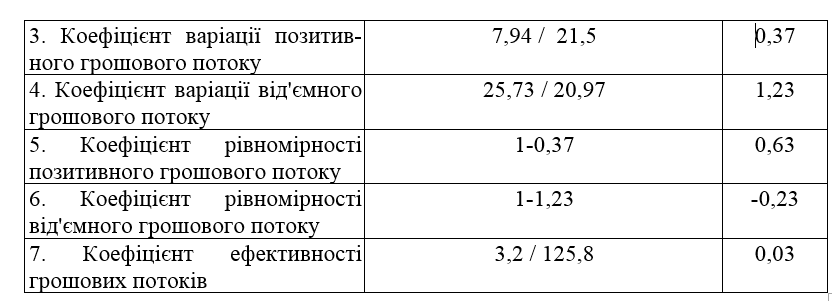 3. Коефіцієнт варіації позитив-
ного грошового потоку
7,94 / 21,5
0,37
4. Коефіцієнт варіації від'ємного
грошового потоку
25,73 / 20,97
1,23
5. Коефіцієнт рівномірності
позитивного грошового потоку
1-0,37
0,63
6. Коефіцієнт рівномірності
від'ємного грошового потоку
1-1,23
-0,23
7. Коефіцієнт ефективності
грошових потоків
3,2 / 125,8
0,03